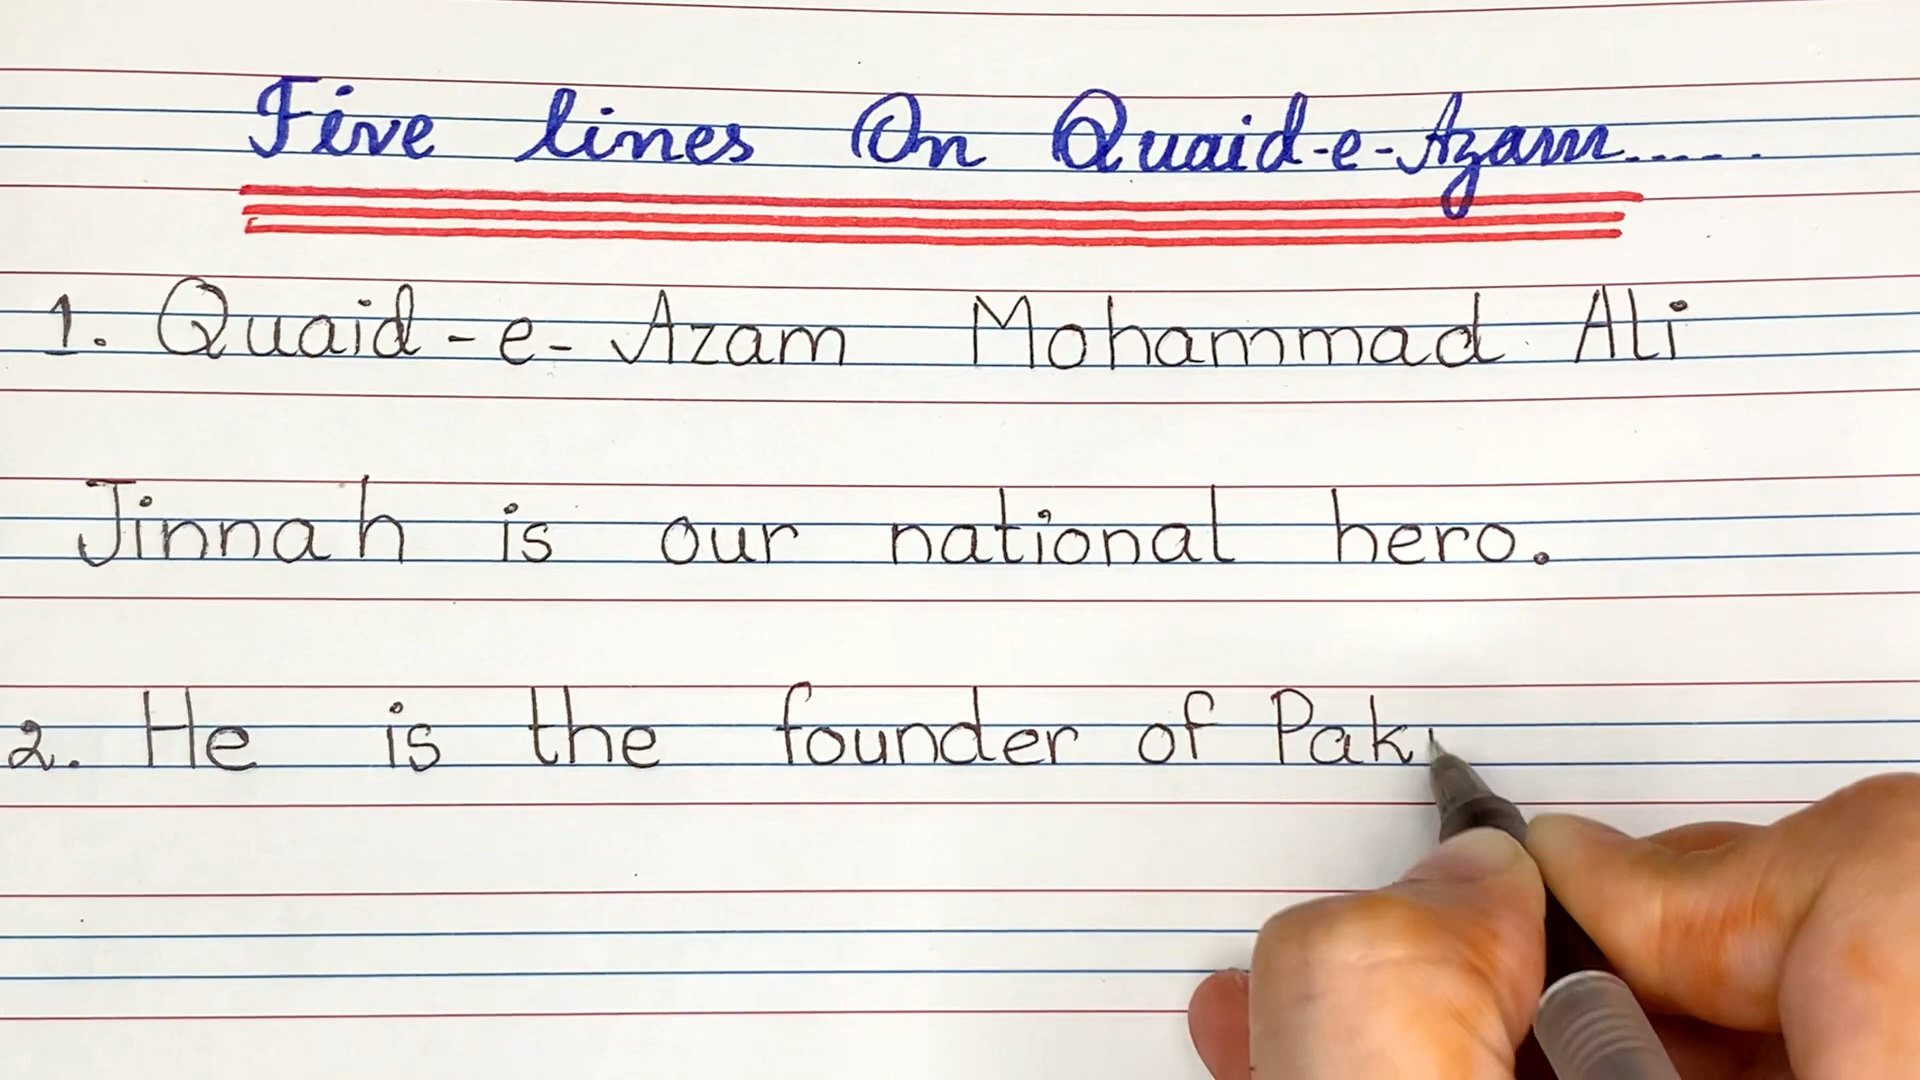 Five lines On Quaid-e-Azam......
1. Quaid-e-Azam Mohammad Ali
Jinnah is our national hero.
2. He is the founder of Pak